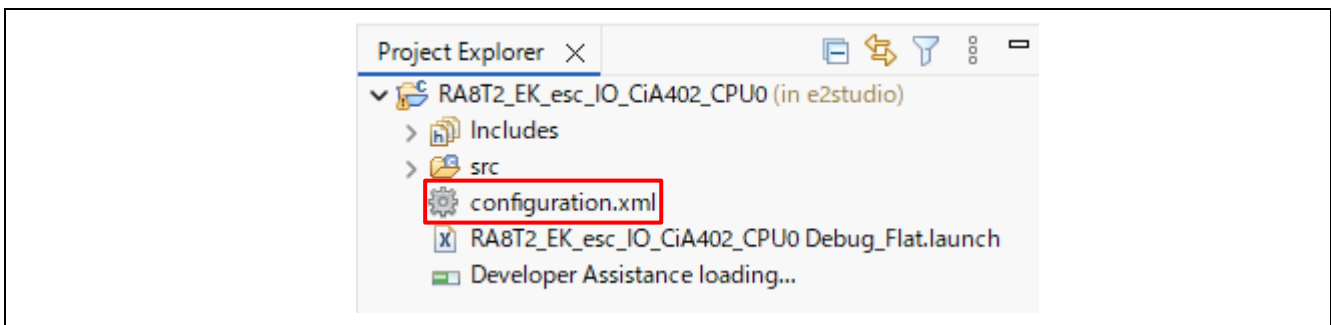 Project Explorer
RA8T2_EK_esc_IO_CiA402_CPU0 (in e2studio)
Includes
src
configuration.xml
RA8T2_EK_esc_IO_CiA402_CPU0 Debug_Flat.launch
Developer Assistance loading...